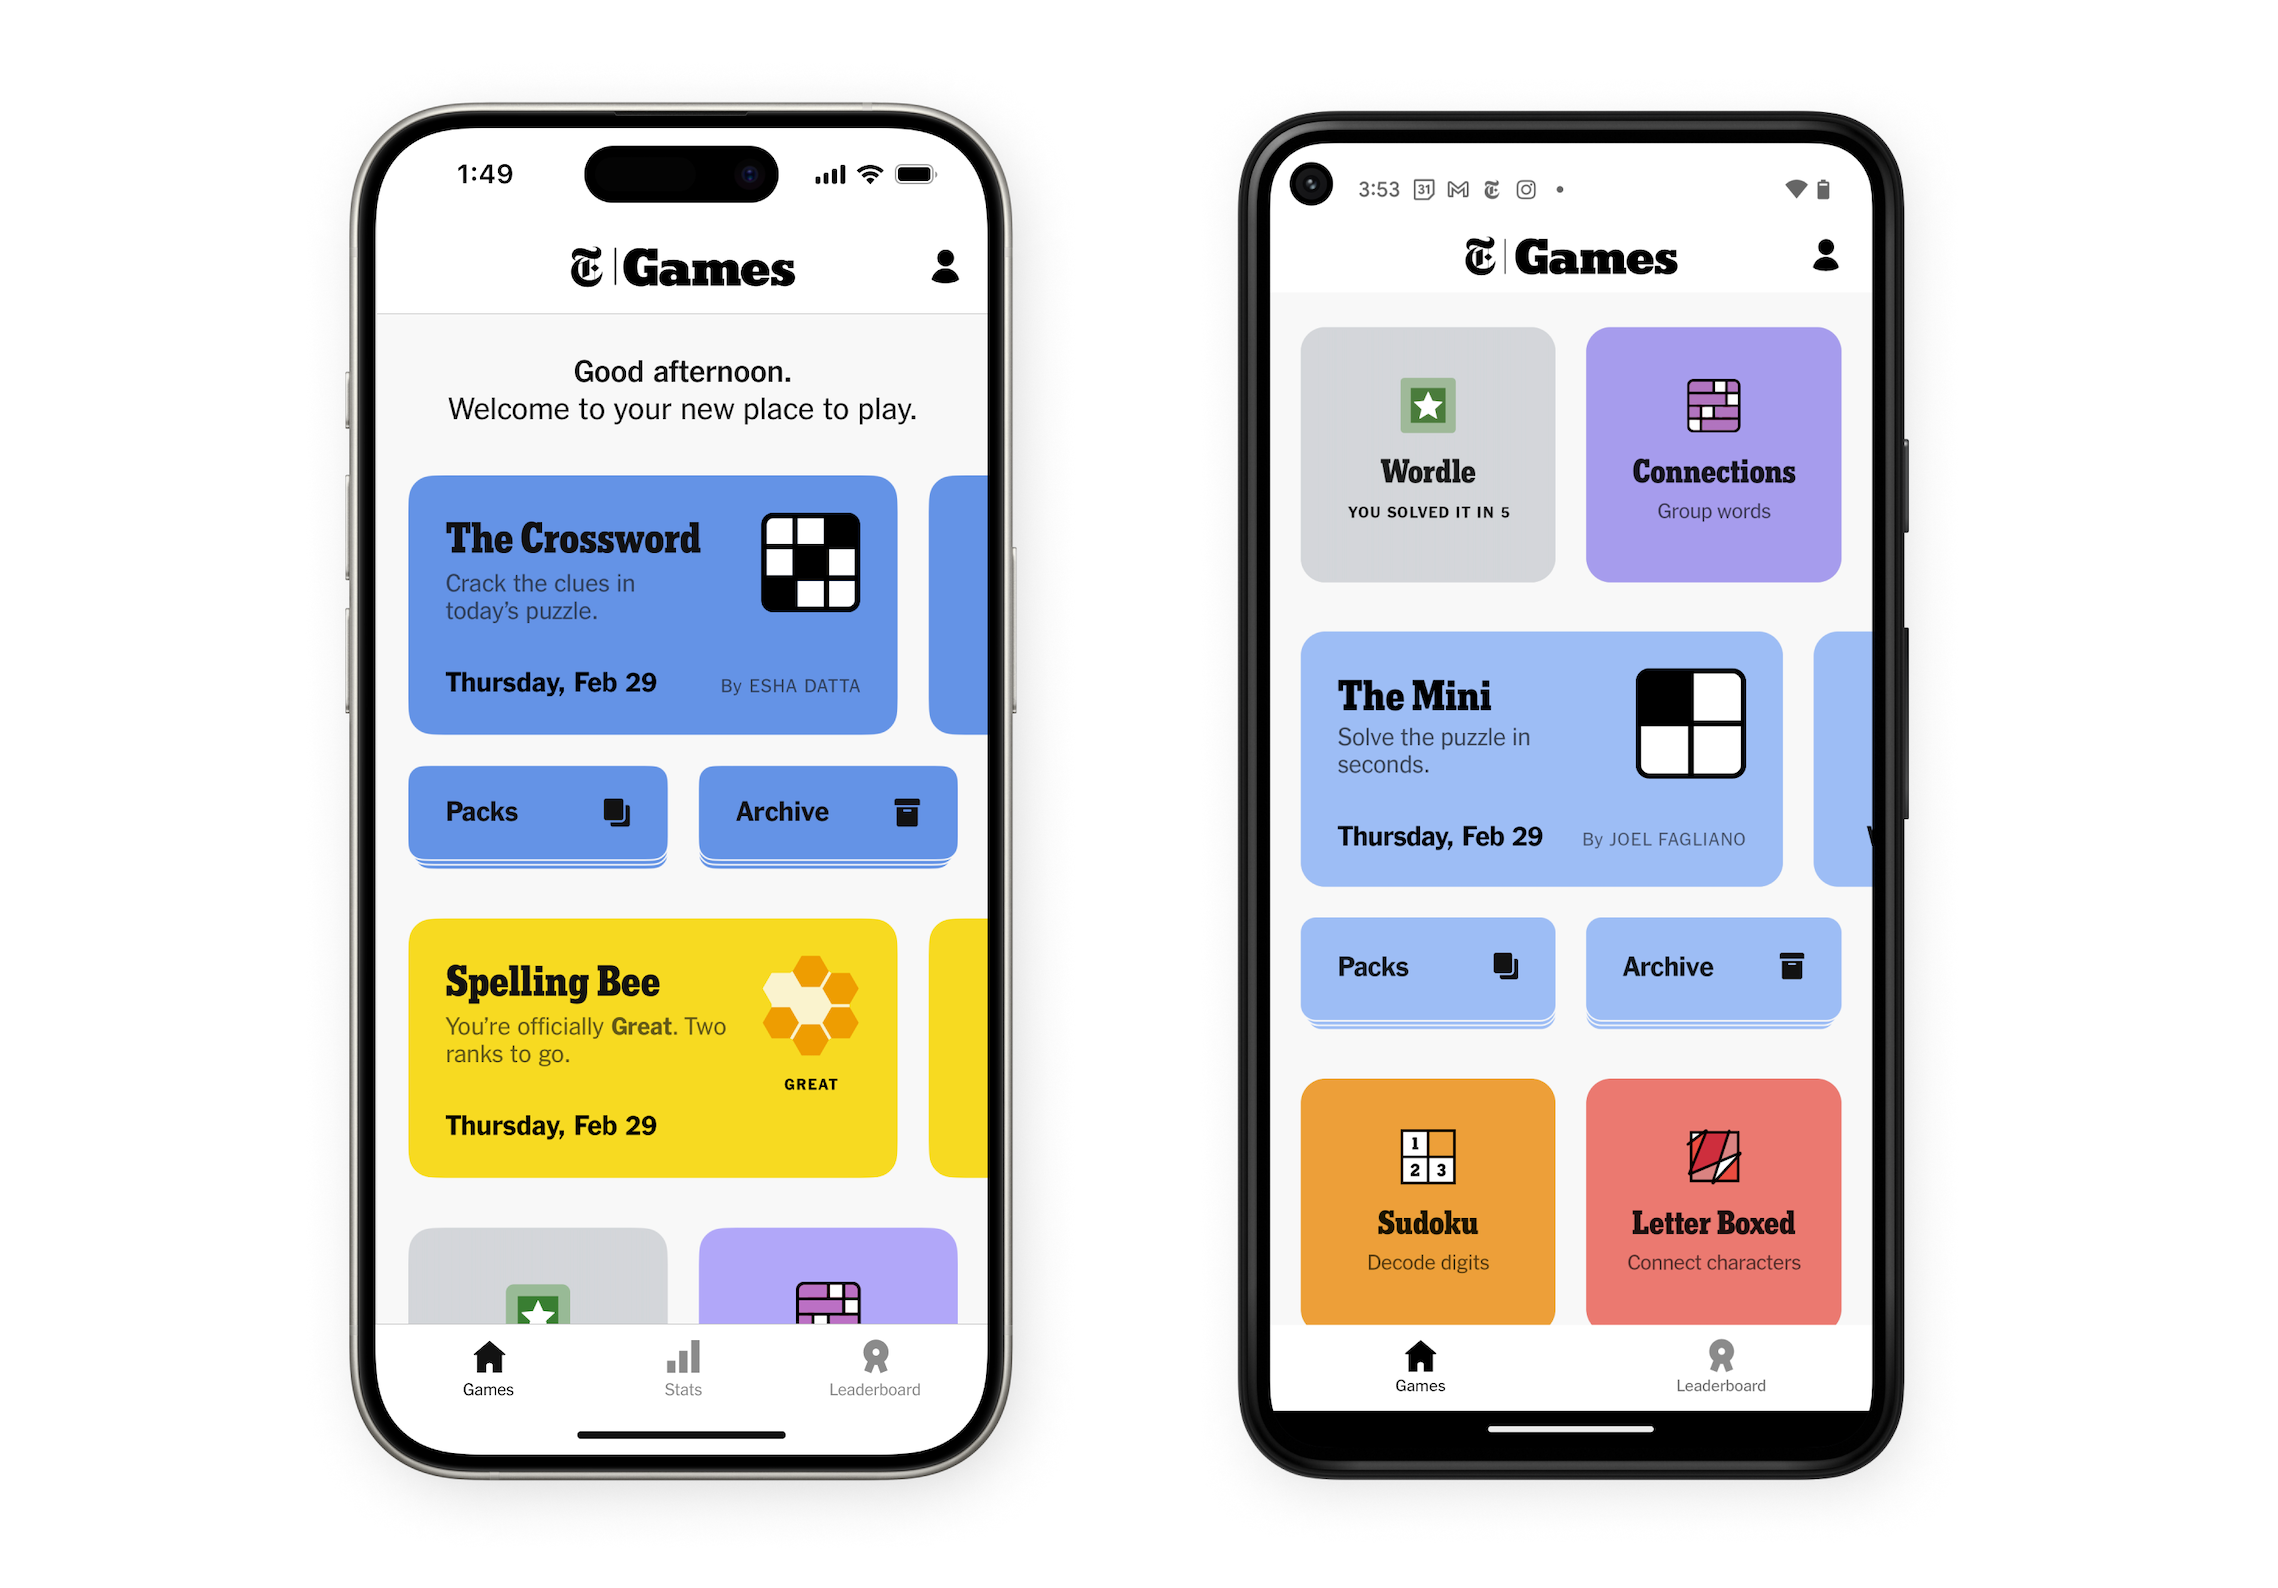 1:49
T Games
Good afternoon.
Welcome to your new place to play.
The Crossword
Crack the clues in
today’s puzzle.
Thursday, Feb 29
By ESHA DATTA
Packs
Archive
Spelling Bee
You’re officially Great. Two
ranks to go.
GREAT
Thursday, Feb 29
Games
Stats
Leaderboard
3:53
31
T Games
Wordle
YOU SOLVED IT IN 5
Connections
Group words
The Mini
Solve the puzzle in
seconds.
Thursday, Feb 29
By JOEL FAGLIANO
Packs
Archive
1
2 3
Sudoku
Decode digits
Letter Boxed
Connect characters
Games
Leaderboard